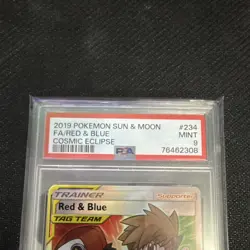 2019 POKEMON SUN & MOON #234
FA/RED & BLUE MINT
COSMIC ECLIPSE 9
PSA 76462308
TRAINER Supporter
Red & Blue
TAG TEAM